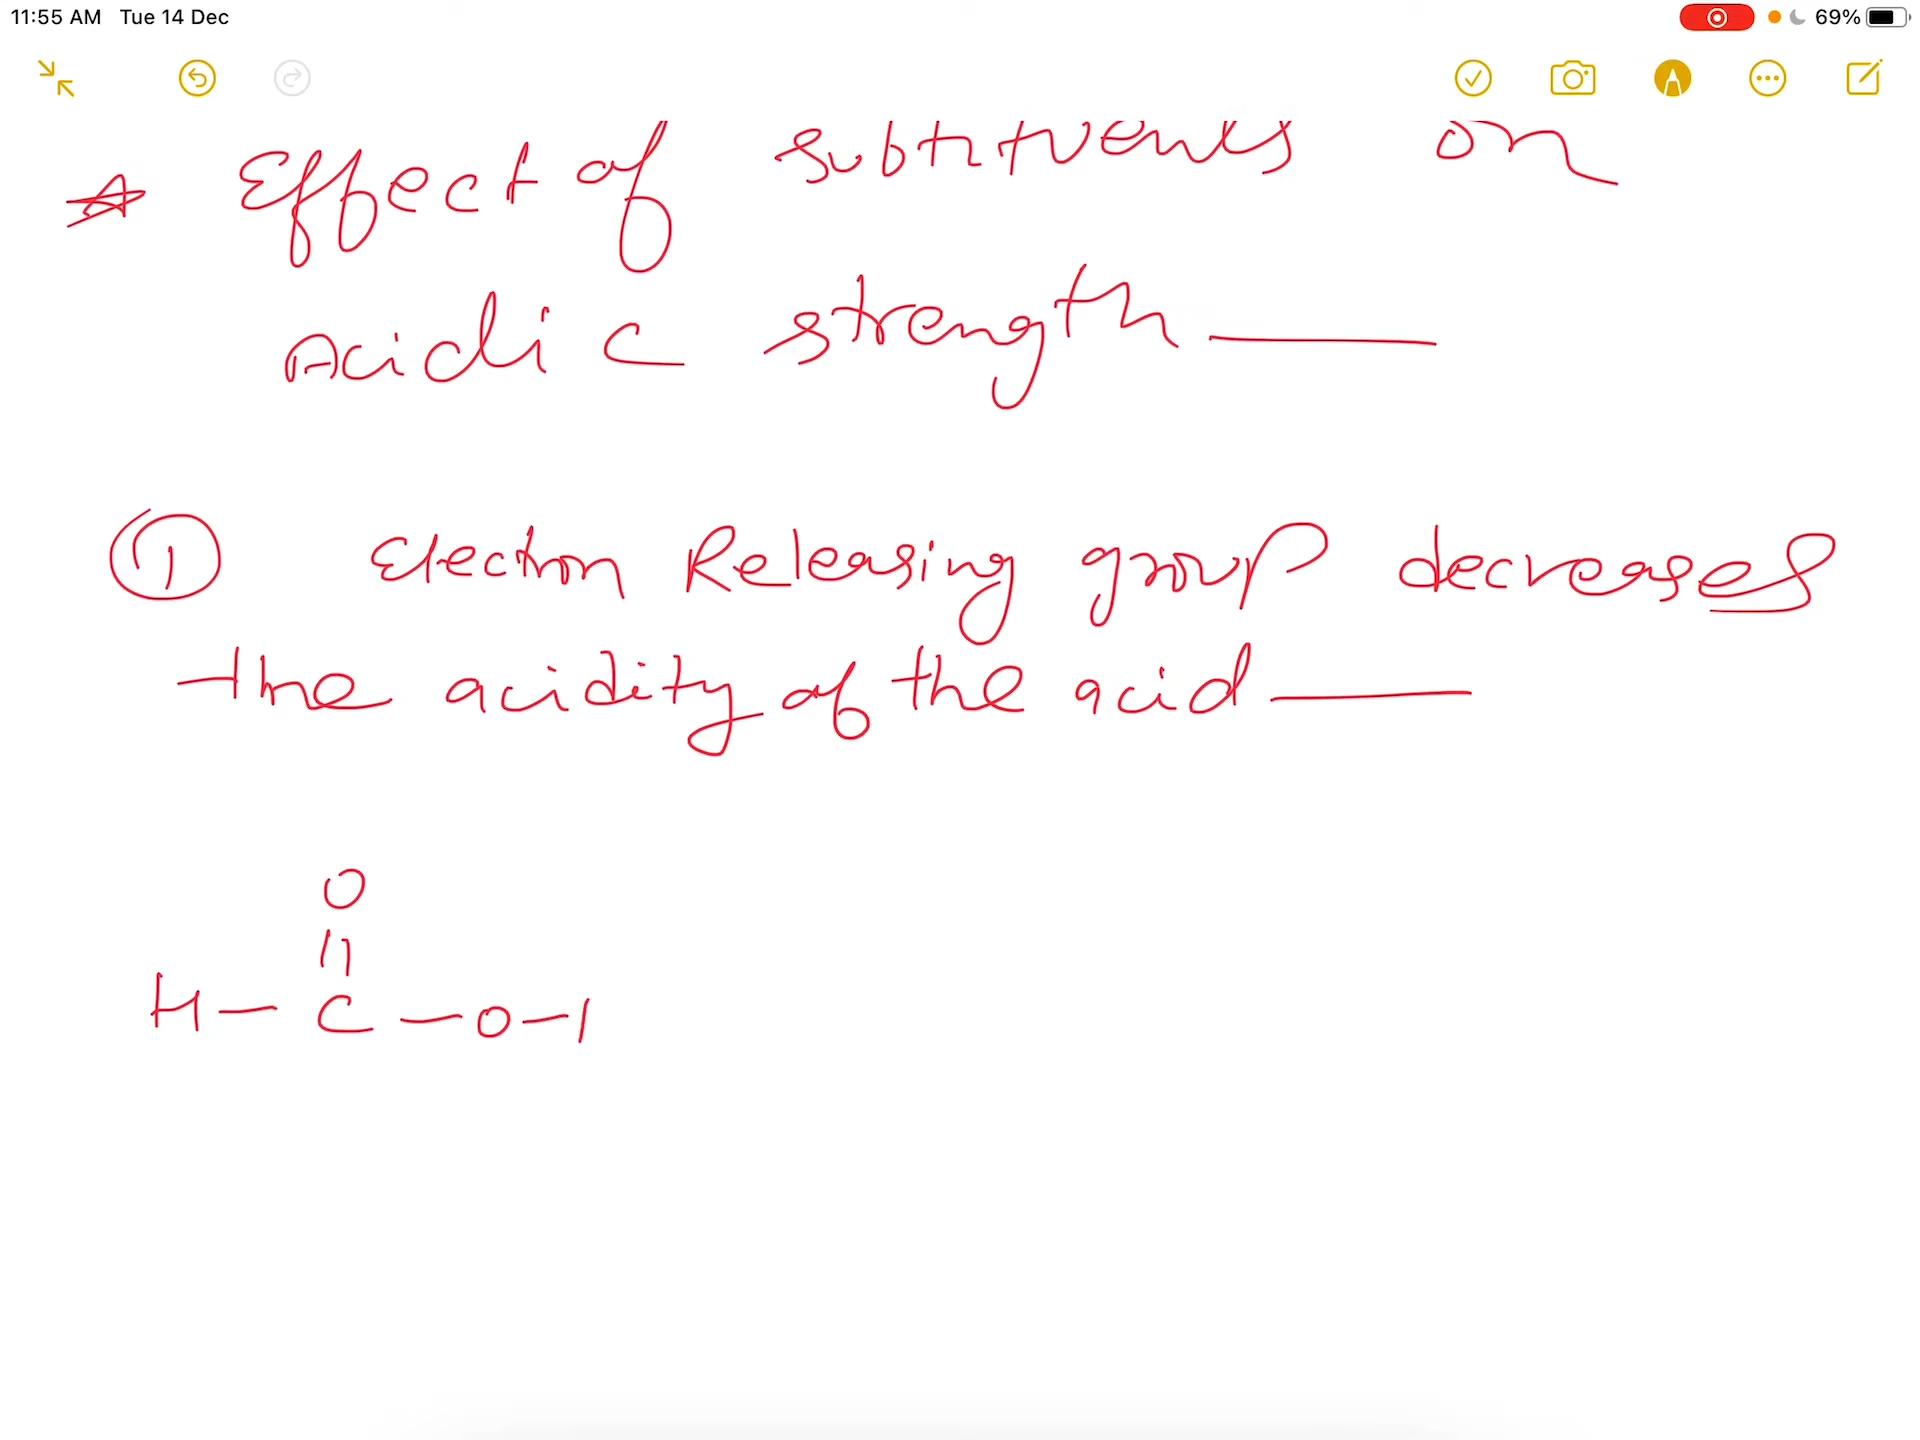 11:55 AM Tue 14 Dec
69%
Effect of subtituents on
Acidic strength
① Electron Releasing group decreases
the acidity of the acid
O
||
H - C - O - I